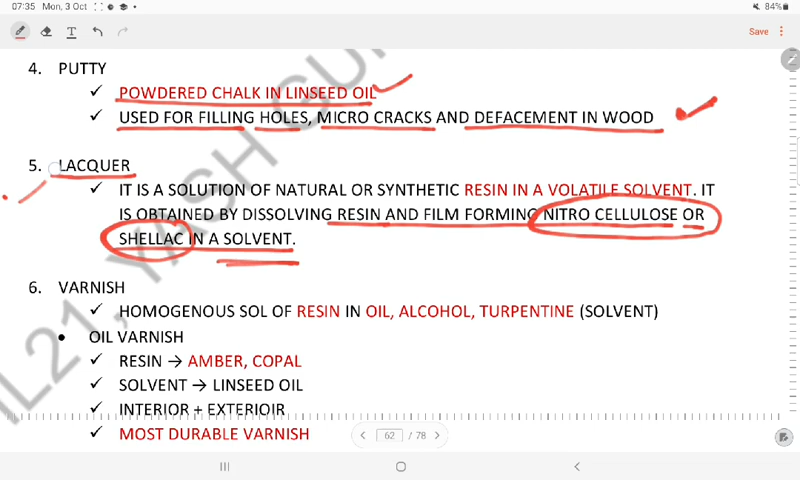 07:35 Mon, 3 Oct
84%
Save
4. PUTTY
✓ POWDERED CHALK IN LINSEED OIL
✓ USED FOR FILLING HOLES, MICRO CRACKS AND DEFACEMENT IN WOOD
5. LACQUER
✓ IT IS A SOLUTION OF NATURAL OR SYNTHETIC RESIN IN A VOLATILE SOLVENT. IT
IS OBTAINED BY DISSOLVING RESIN AND FILM FORMING NITRO CELLULOSE OR
SHELLAC IN A SOLVENT.
6. VARNISH
✓ HOMOGENOUS SOL OF RESIN IN OIL, ALCOHOL, TURPENTINE (SOLVENT)
• OIL VARNISH
✓ RESIN → AMBER, COPAL
✓ SOLVENT → LINSEED OIL
✓ INTERIOR + EXTERIOIR
✓ MOST DURABLE VARNISH
62 / 78